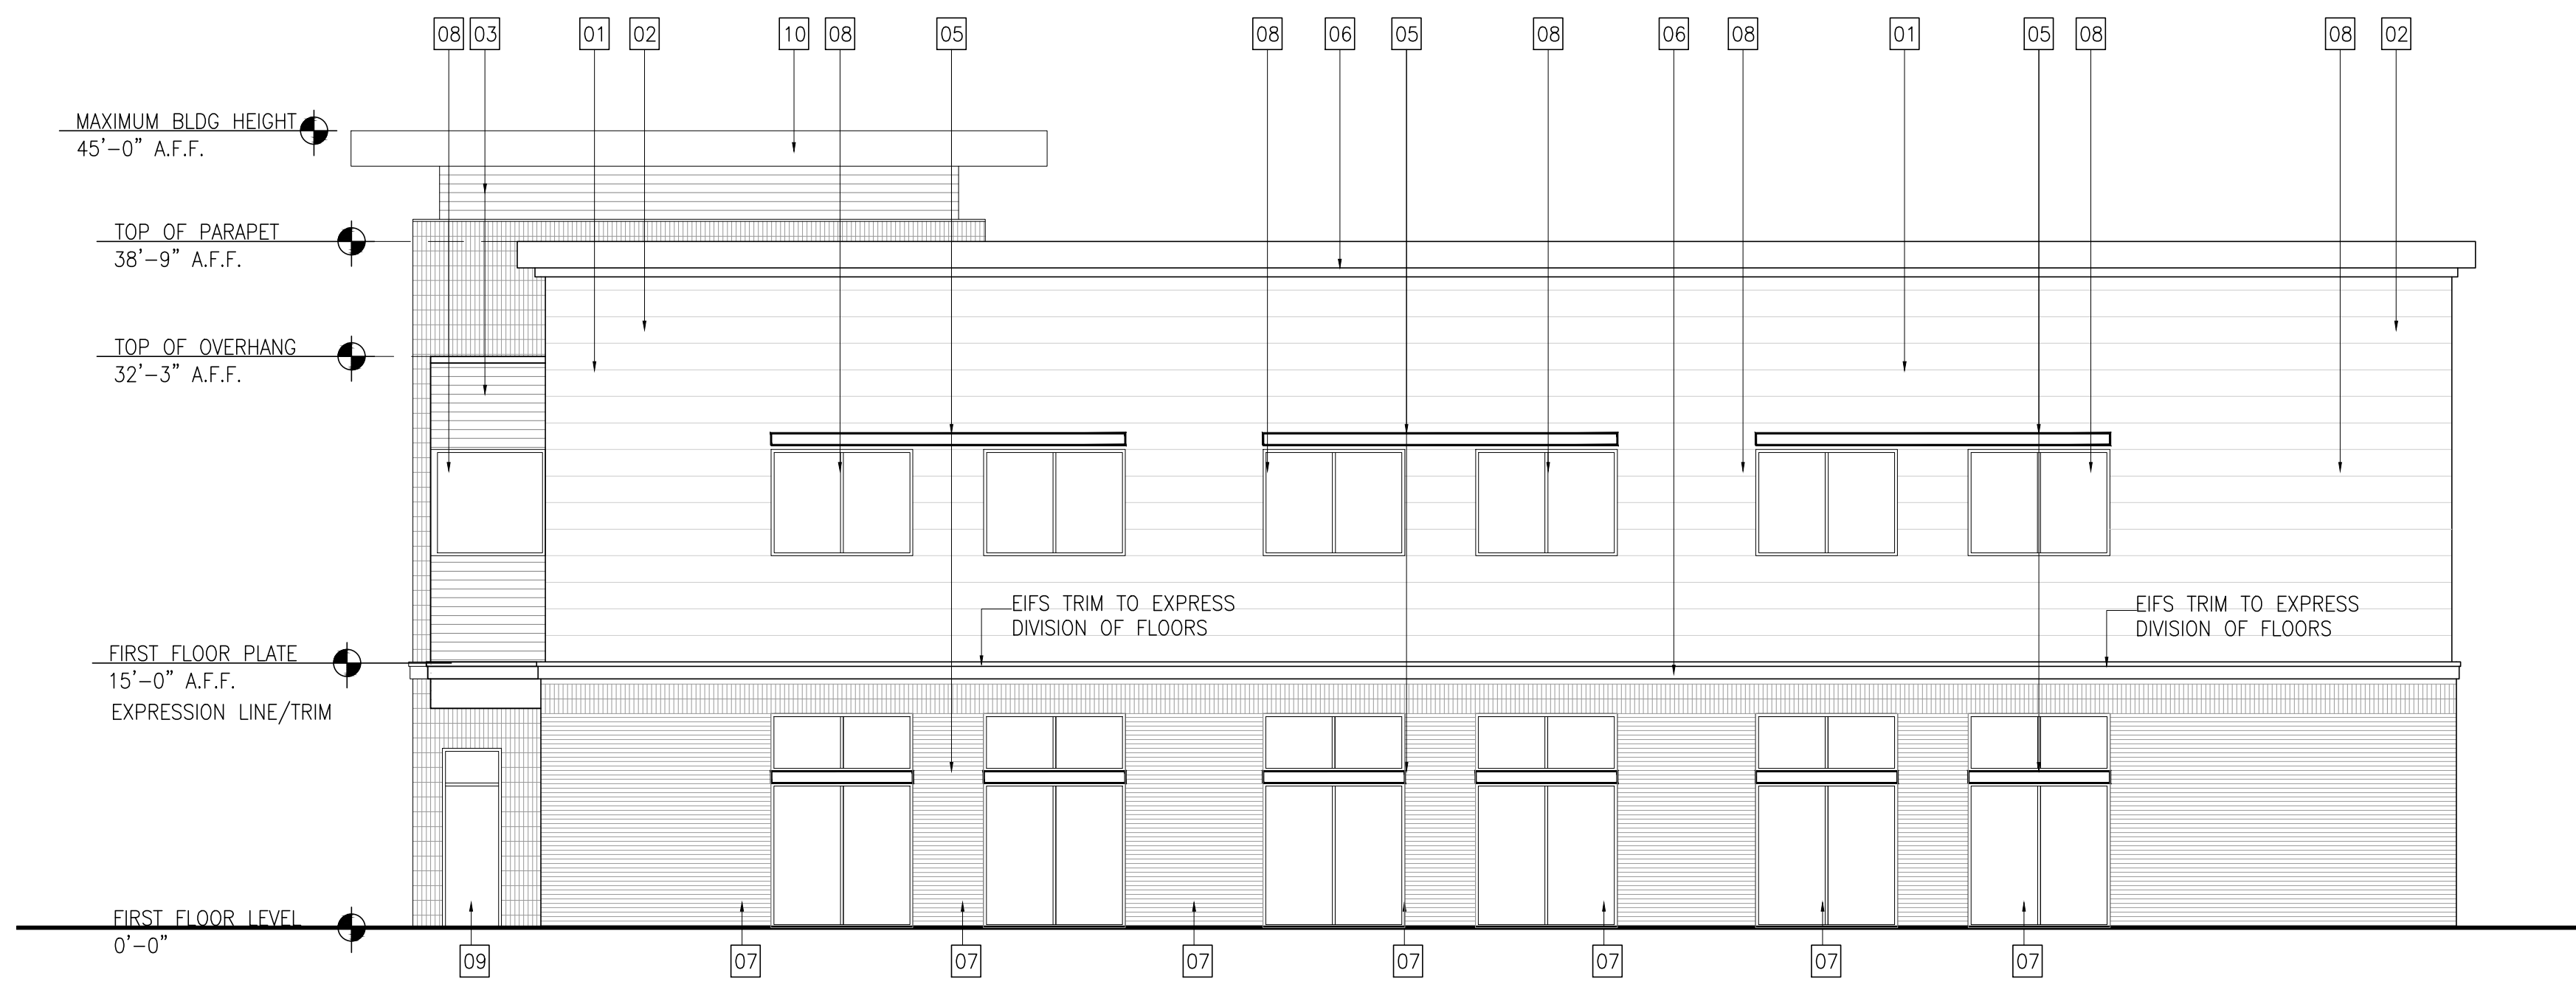 08 03 01 02 10 08 05 08 06 05 08 06 08 01 05 08 08 02
MAXIMUM BLDG HEIGHT
45'-0" A.F.F.
TOP OF PARAPET
38'-9" A.F.F.
TOP OF OVERHANG
32'-3" A.F.F.
EIFS TRIM TO EXPRESS
DIVISION OF FLOORS
EIFS TRIM TO EXPRESS
DIVISION OF FLOORS
FIRST FLOOR PLATE
15'-0" A.F.F.
EXPRESSION LINE/TRIM
FIRST FLOOR LEVEL
0'-0"
09 07 07 07 07 07 07 07